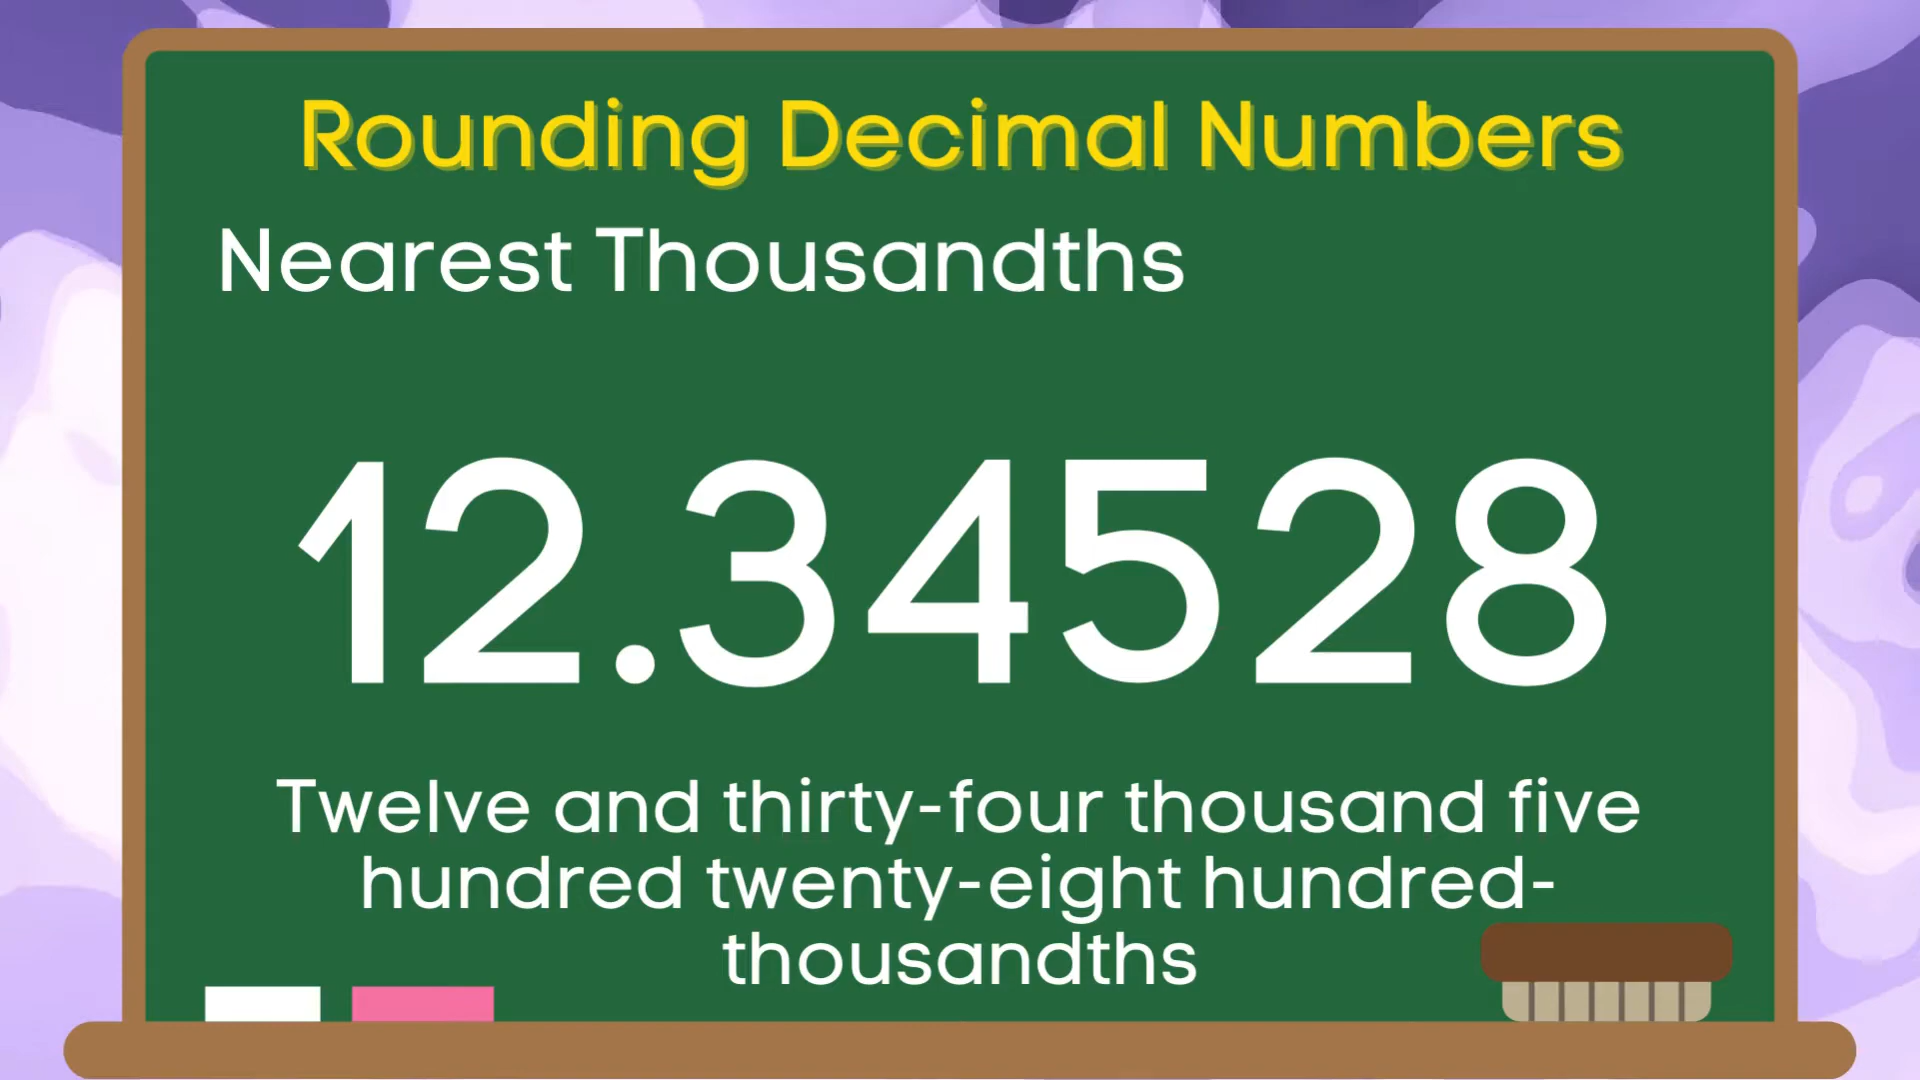 Rounding Decimal Numbers
Nearest Thousandths
12.34528
Twelve and thirty-four thousand five
hundred twenty-eight hundred-
thousandths